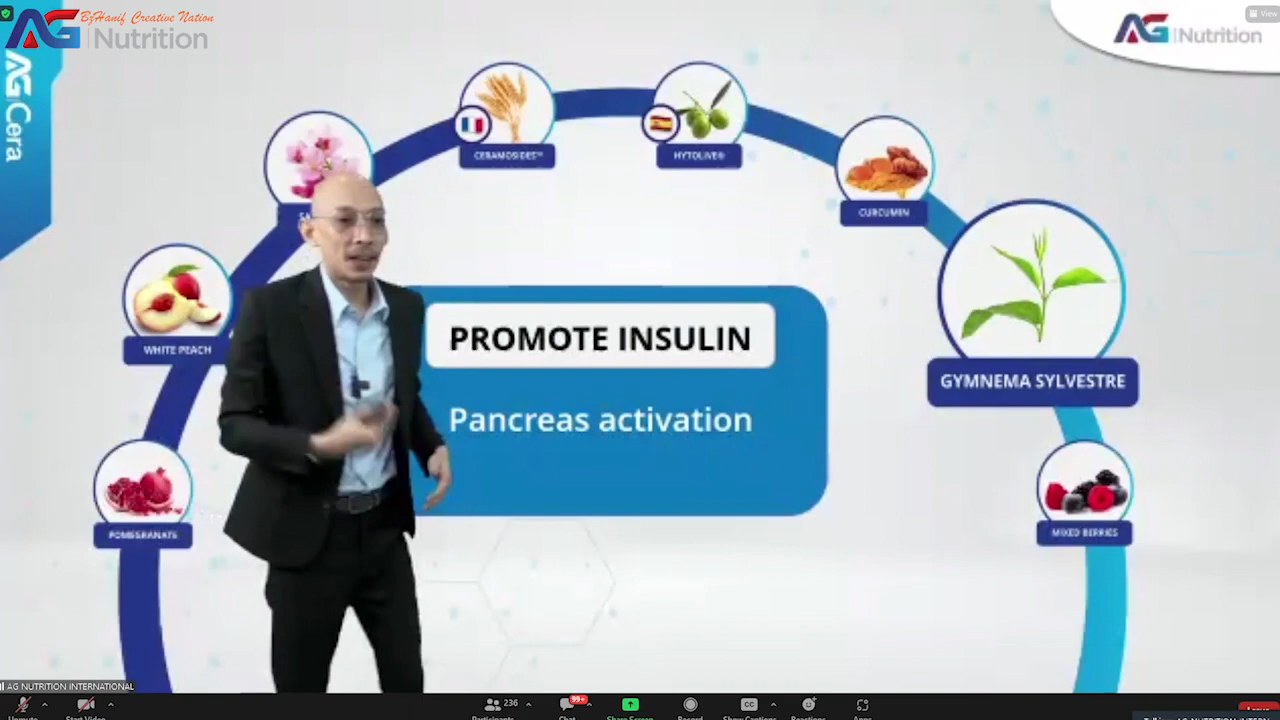 BzHanif Creative Nation
AG Nutrition
AG Nutrition
View
AG Cera
CERAMOSIDES™
HYTOLIVE®
CURCUMIN
WHITE PEACH
PROMOTE INSULIN
Pancreas activation
GYMNEMA SYLVESTRE
POMEGRANATE
MIXED BERRIES
AG NUTRITION INTERNATIONAL
236
99+